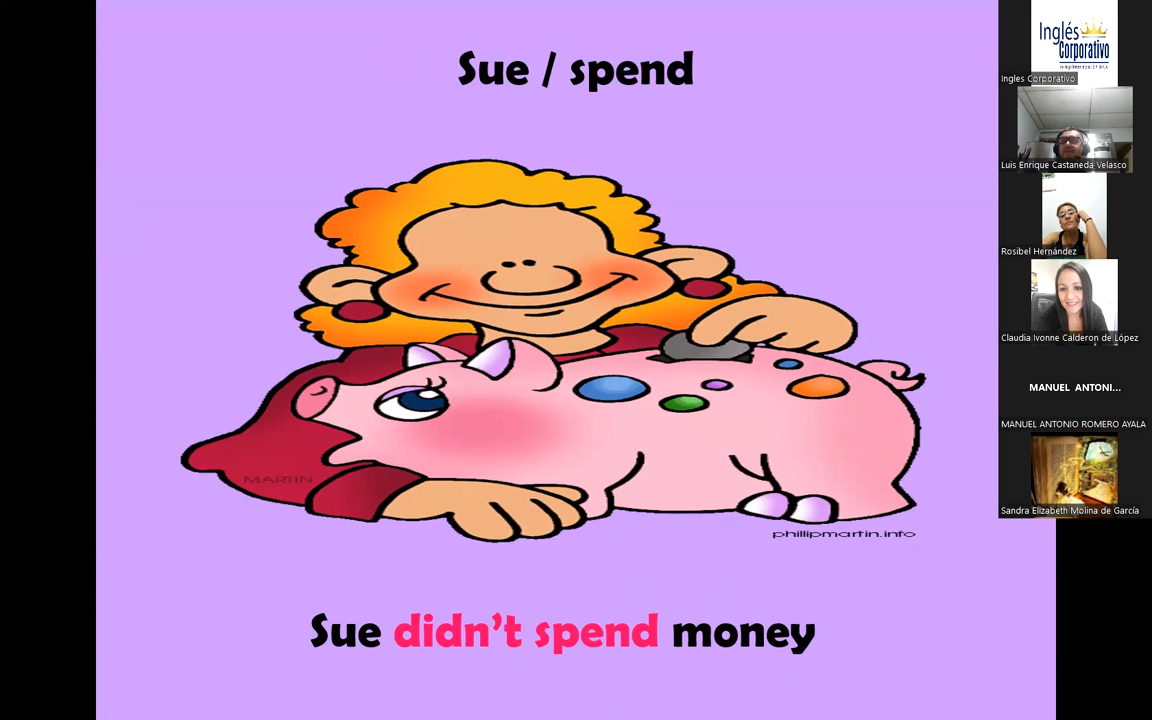 Sue / spend
MARTIN
phillipmartin.info
Sue didn't spend money
Inglés
Corporativo
Ingles Corporativo
Luis Enrique Castaneda Velasco
Rosibel Hernández
Claudia Ivonne Calderon de López
MANUEL ANTONI...
MANUEL ANTONIO ROMERO AYALA
Sandra Elizabeth Molina de García